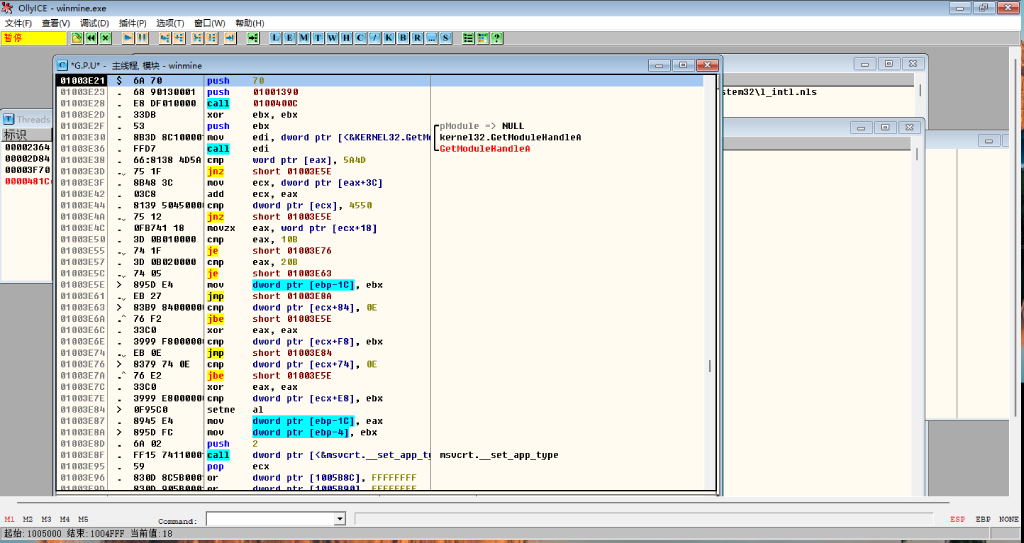 OllyICE - winmine.exe
文件(F) 查看(V) 调试(D) 插件(P) 选项(T) 窗口(W) 帮助(H)
暂停 L E M T W H C / K B R ... S ?
*G.P.U* - 主线程, 模块 - winmine
01003E21 $ 6A 70 push 70
01003E23 . 68 90130001 push 01001390
01003E28 . E8 DF010000 call 0100400C
01003E2D . 33DB xor ebx, ebx
01003E2F . 53 push ebx pModule => NULL
01003E30 . 8B3D 8C10000 mov edi, dword ptr [<&KERNEL32.GetMo kernel32.GetModuleHandleA
01003E36 . FFD7 call edi GetModuleHandleA
01003E38 . 66:8138 4D5A cmp word ptr [eax], 5A4D
01003E3D . 75 1F jnz short 01003E5E
01003E3F . 8B48 3C mov ecx, dword ptr [eax+3C]
01003E42 . 03C8 add ecx, eax
01003E44 . 8139 5045000 cmp dword ptr [ecx], 4550
01003E4A . 75 12 jnz short 01003E5E
01003E4C . 0FB741 18 movzx eax, word ptr [ecx+18]
01003E50 . 3D 0B010000 cmp eax, 10B
01003E55 . 74 1F je short 01003E76
01003E57 . 3D 0B020000 cmp eax, 20B
01003E5C . 74 05 je short 01003E63
01003E5E > 895D E4 mov dword ptr [ebp-1C], ebx
01003E61 . EB 27 jmp short 01003E8A
01003E63 > 83B9 8400000 cmp dword ptr [ecx+84], 0E
01003E6A .^ 76 F2 jbe short 01003E5E
01003E6C . 33C0 xor eax, eax
01003E6E . 3999 F800000 cmp dword ptr [ecx+F8], ebx
01003E74 . EB 0E jmp short 01003E84
01003E76 > 8379 74 0E cmp dword ptr [ecx+74], 0E
01003E7A .^ 76 E2 jbe short 01003E5E
01003E7C . 33C0 xor eax, eax
01003E7E . 3999 E800000 cmp dword ptr [ecx+E8], ebx
01003E84 > 0F95C0 setne al
01003E87 . 8945 E4 mov dword ptr [ebp-1C], eax
01003E8A > 895D FC mov dword ptr [ebp-4], ebx
01003E8D . 6A 02 push 2
01003E8F . FF15 7411000 call dword ptr [<&msvcrt.__set_app_ty msvcrt.__set_app_type
01003E95 . 59 pop ecx
01003E96 . 830D 8C5B000 or dword ptr [1005B8C], FFFFFFFF
01003E9D . 830D 905B000 or dword ptr [1005B90], FFFFFFFF
Threads
标识
00002364
00002D84
00003F70
0000481C
stem32\l_intl.nls
M1 M2 M3 M4 M5 Command: ESP EBP NONE
起始:1005000 结束:1004FFF 当前值:18